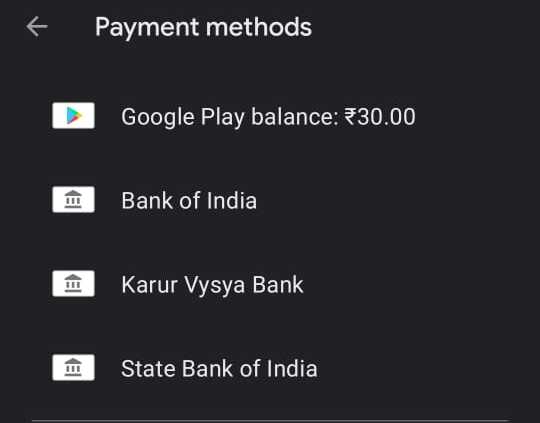 Payment methods
Google Play balance: ₹30.00
Bank of India
Karur Vysya Bank
State Bank of India